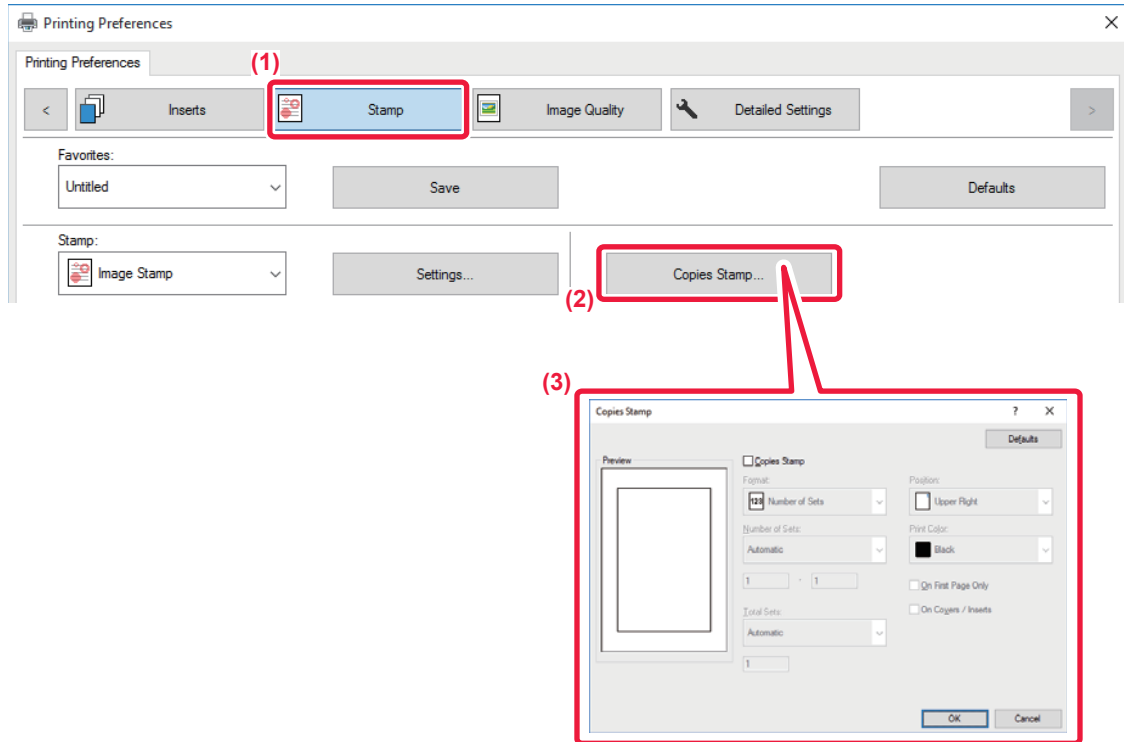 Printing Preferences
Printing Preferences
(1)
< Inserts Stamp Image Quality Detailed Settings >
Favorites:
Untitled Save Defaults
Stamp:
Image Stamp Settings... Copies Stamp...
(2)
(3)
Copies Stamp ?
Defaults
Preview
Copies Stamp
Format: Position:
123 Number of Sets Upper Right
Number of Sets: Print Color:
Automatic Black
1 - 1 On First Page Only
Total Sets: On Covers / Inserts
Automatic
1
OK Cancel